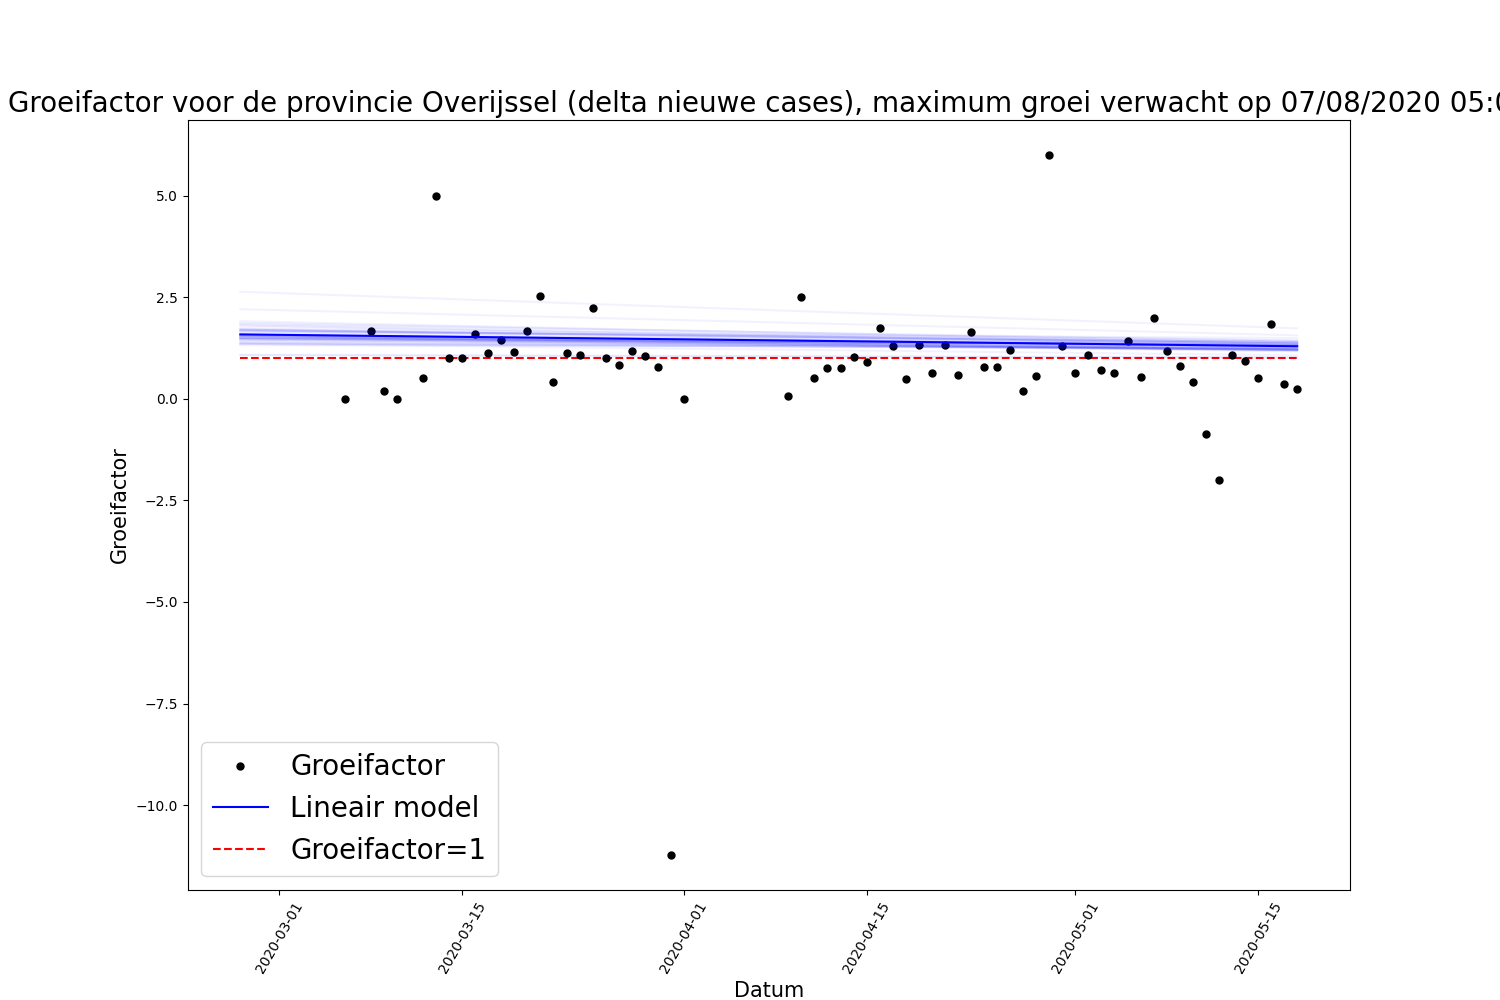 Groeifactor voor de provincie Overijssel (delta nieuwe cases), maximum groei verwacht op 07/08/2020 05:0
5.0
2.5
0.0
−2.5
−5.0
−7.5
−10.0
Groeifactor
Groeifactor
Lineair model
Groeifactor=1
2020-03-01
2020-03-15
2020-04-01
2020-04-15
2020-05-01
2020-05-15
Datum